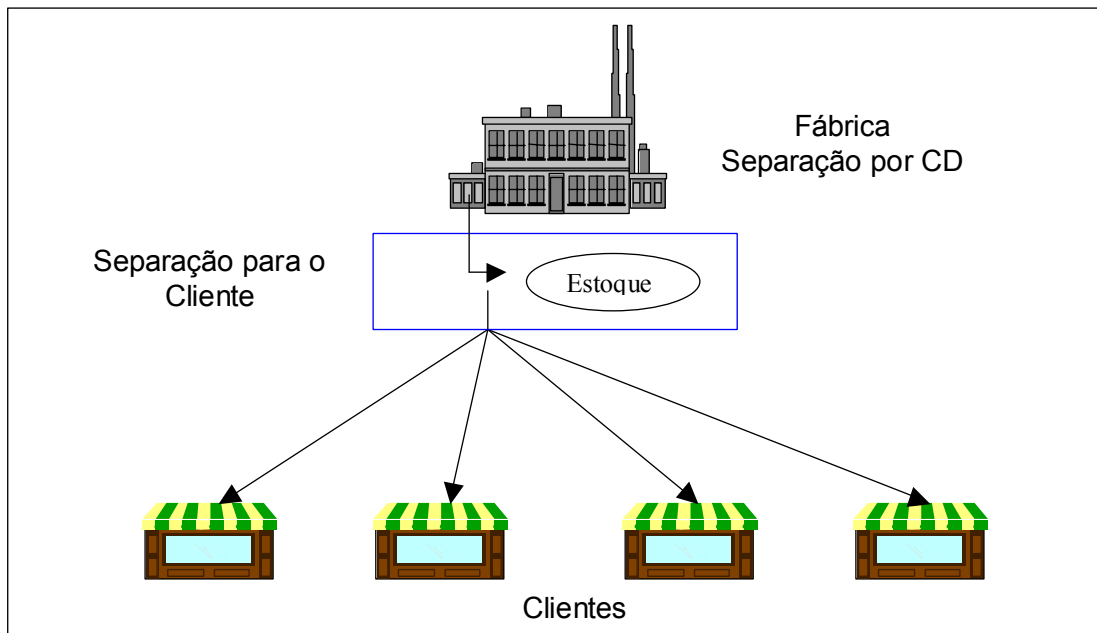 Fábrica
Separação por CD
Separação para o
Cliente
Estoque
Clientes